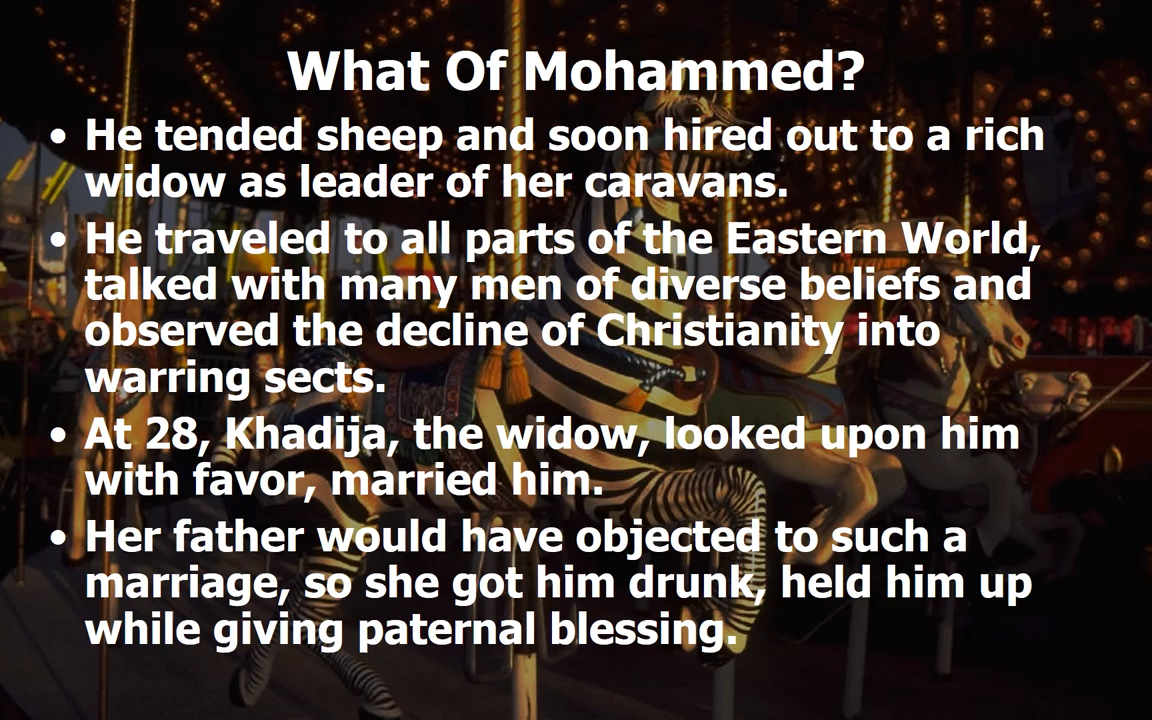 What Of Mohammed?
• He tended sheep and soon hired out to a rich
widow as leader of her caravans.
• He traveled to all parts of the Eastern World,
talked with many men of diverse beliefs and
observed the decline of Christianity into
warring sects.
• At 28, Khadija, the widow, looked upon him
with favor, married him.
• Her father would have objected to such a
marriage, so she got him drunk, held him up
while giving paternal blessing.